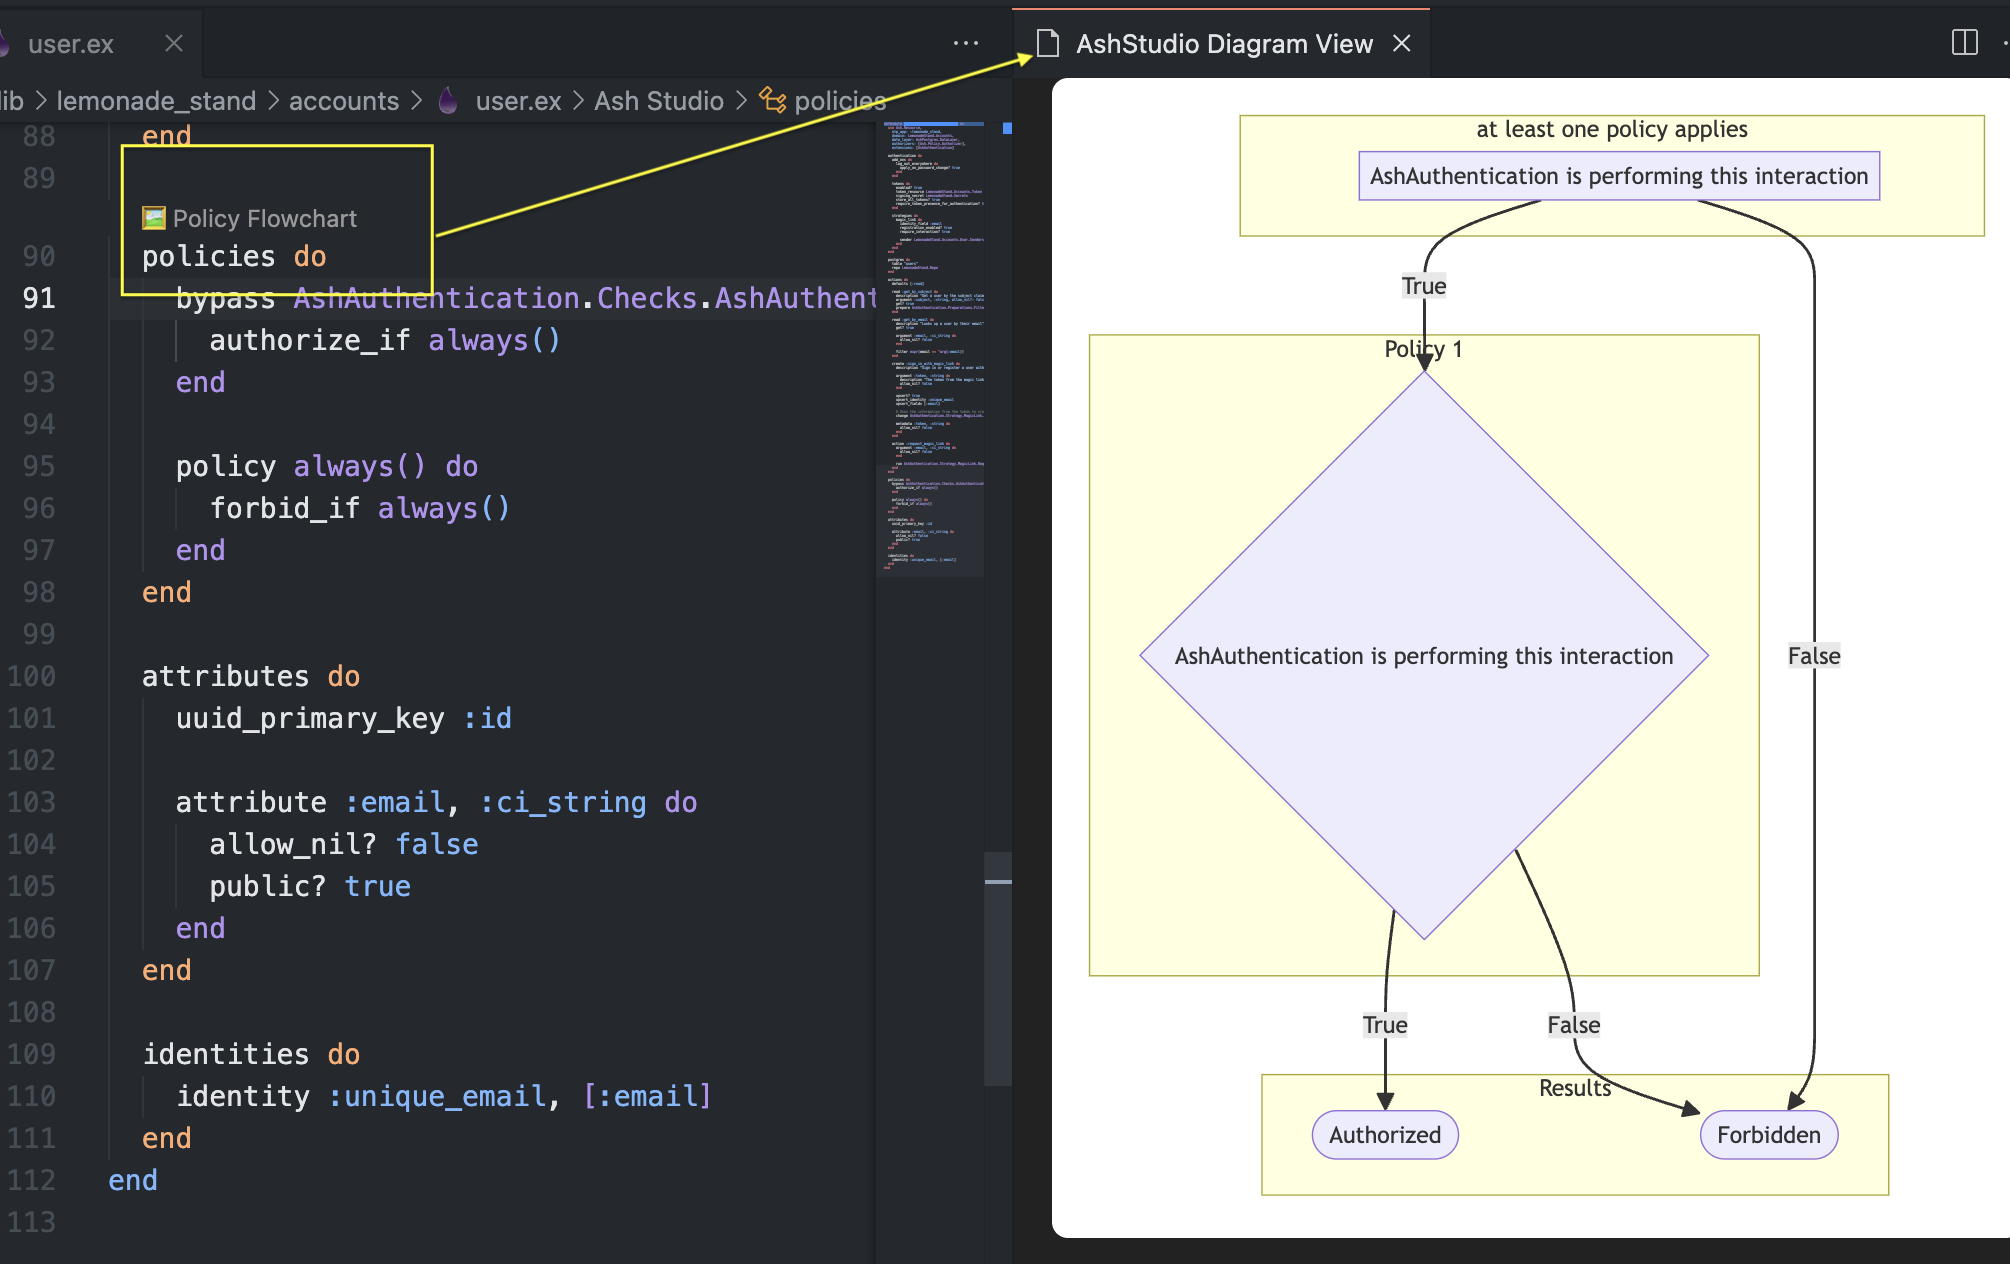 user.ex
AshStudio Diagram View
lib > lemonade_stand > accounts > user.ex > Ash Studio > policies
88 end
89
Policy Flowchart
90 policies do
91 bypass AshAuthentication.Checks.AshAuthent
92 authorize_if always()
93 end
94
95 policy always() do
96 forbid_if always()
97 end
98 end
99
100 attributes do
101 uuid_primary_key :id
102
103 attribute :email, :ci_string do
104 allow_nil? false
105 public? true
106 end
107 end
108
109 identities do
110 identity :unique_email, [:email]
111 end
112 end
113
at least one policy applies
AshAuthentication is performing this interaction
True
Policy 1
AshAuthentication is performing this interaction
False
True
False
Results
Authorized
Forbidden